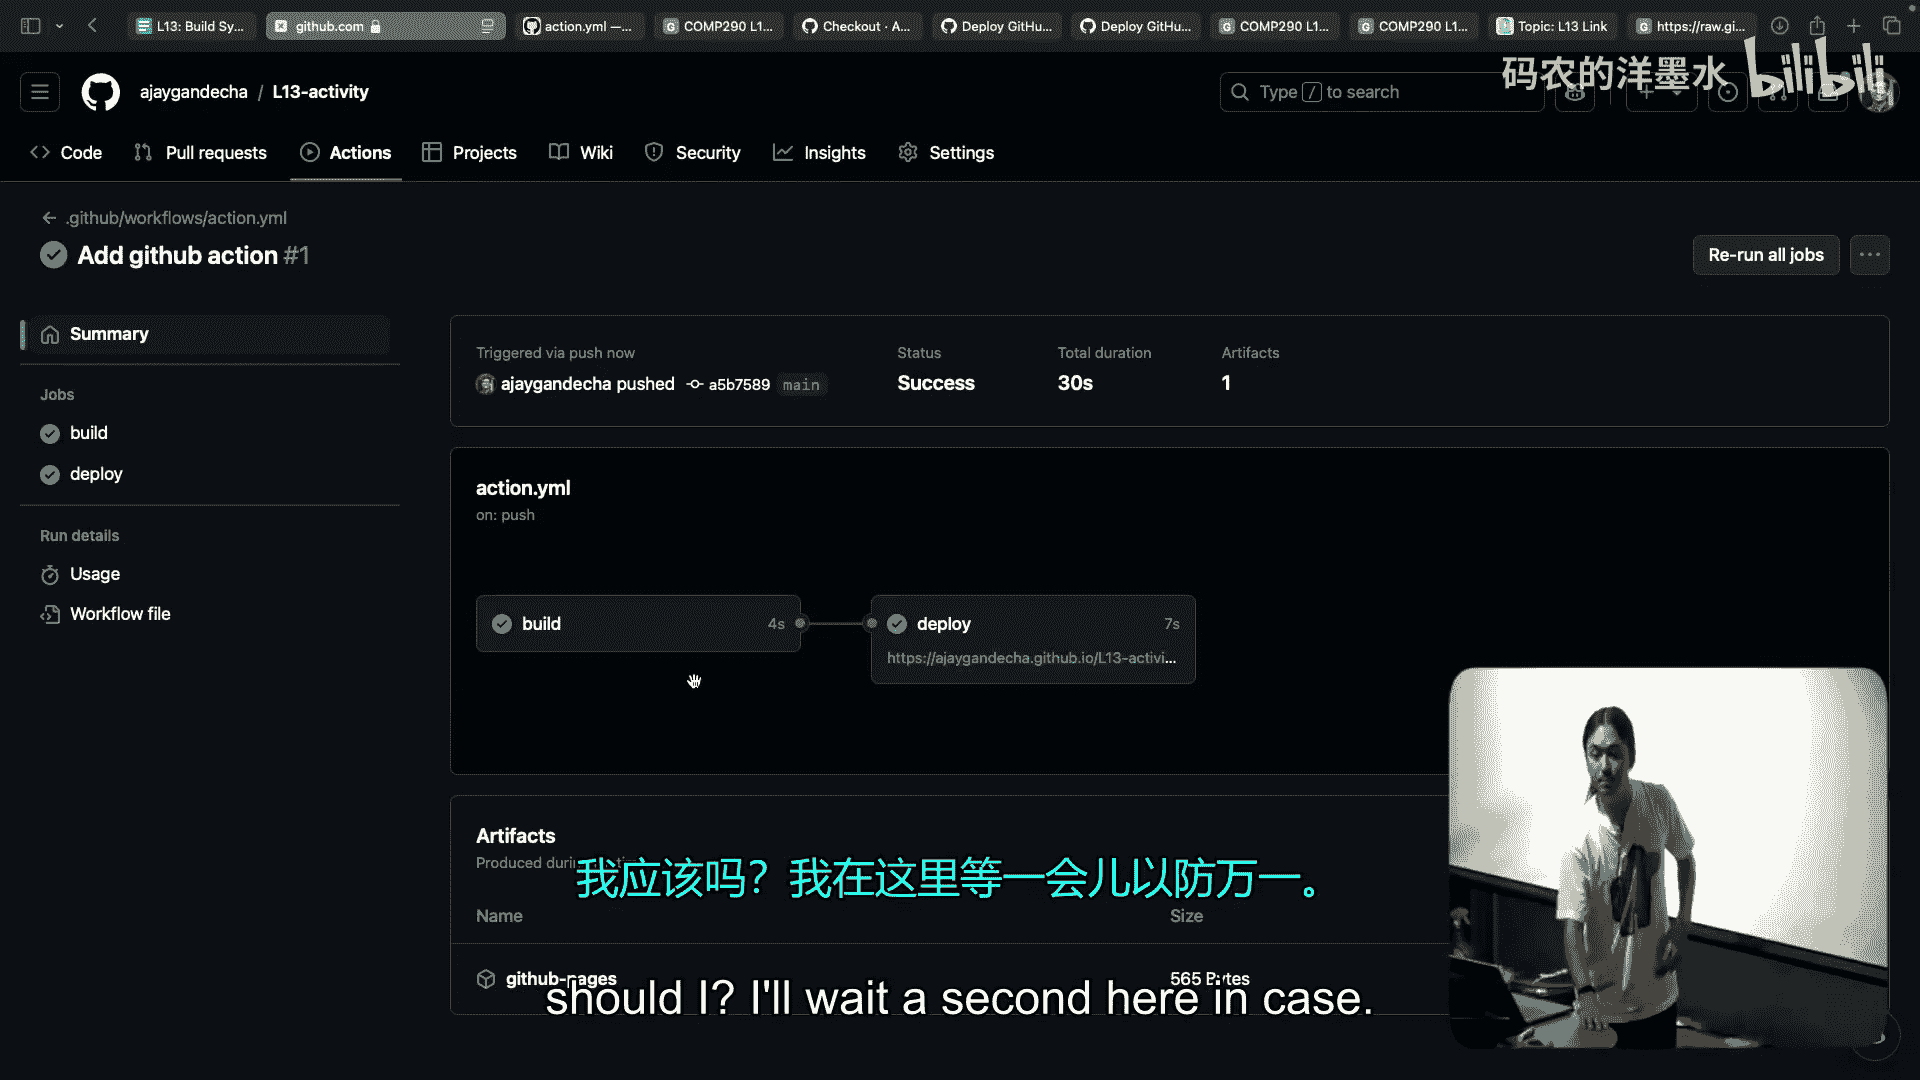 L13: Build Sy...
github.com
action.yml —...
COMP290 L1...
Checkout · A...
Deploy GitHu...
Deploy GitHu...
COMP290 L1...
COMP290 L1...
Topic: L13 Link
https://raw.gi...
码农的洋墨水 bilibili
ajaygandecha / L13-activity
Type / to search
Code
Pull requests
Actions
Projects
Wiki
Security
Insights
Settings
.github/workflows/action.yml
Add github action #1
Re-run all jobs
Summary
Jobs
build
deploy
Run details
Usage
Workflow file
Triggered via push now
ajaygandecha pushed a5b7589 main
Status
Success
Total duration
30s
Artifacts
1
action.yml
on: push
build 4s
deploy 7s
https://ajaygandecha.github.io/L13-activi...
Artifacts
Produced
我应该吗？我在这里等一会儿以防万一。
Name
Size
github-pages
565 Bytes
should I? I'll wait a second here in case.